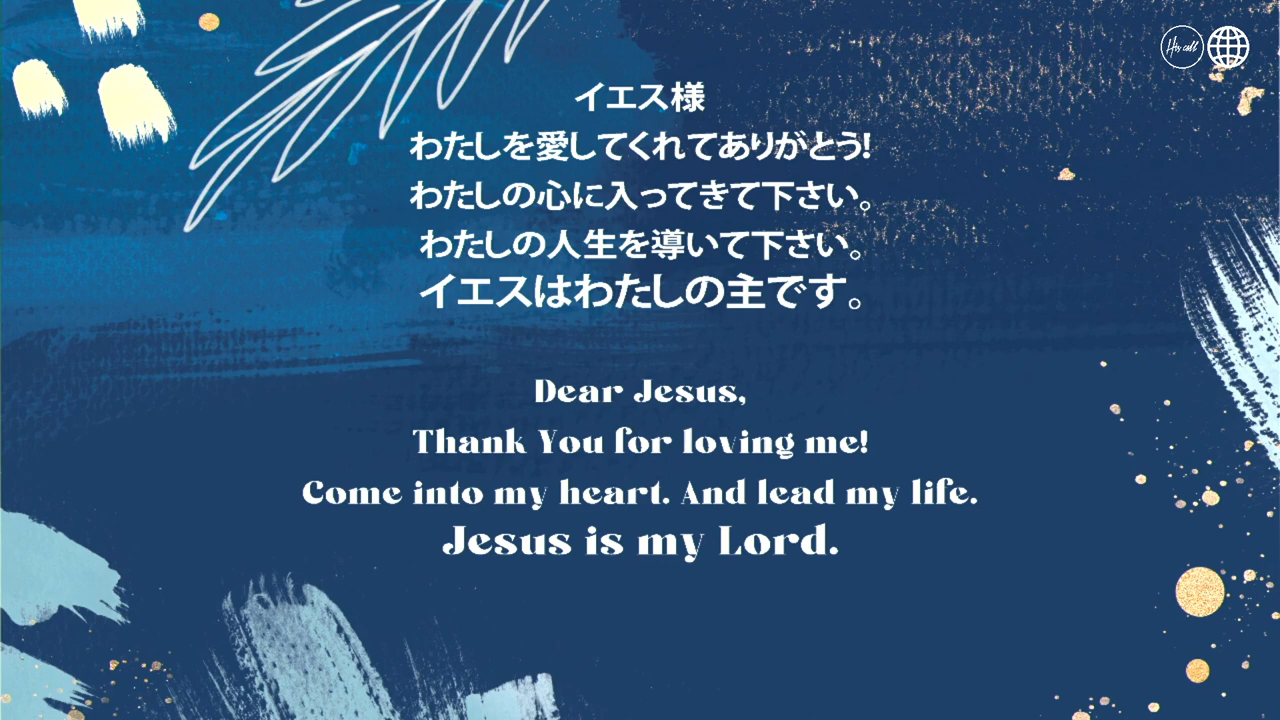 His call
イエス様
わたしを愛してくれてありがとう!
わたしの心に入ってきて下さい。
わたしの人生を導いて下さい。
イエスはわたしの主です。
Dear Jesus,
Thank You for loving me!
Come into my heart. And lead my life.
Jesus is my Lord.